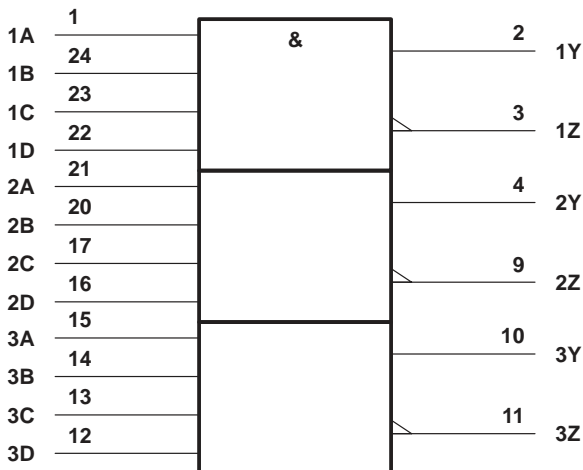 1A 1 & 2 1Y
1B 24
1C 23 3 1Z
1D 22
2A 21 4 2Y
2B 20
2C 17 9 2Z
2D 16
3A 15 10 3Y
3B 14
3C 13 11 3Z
3D 12